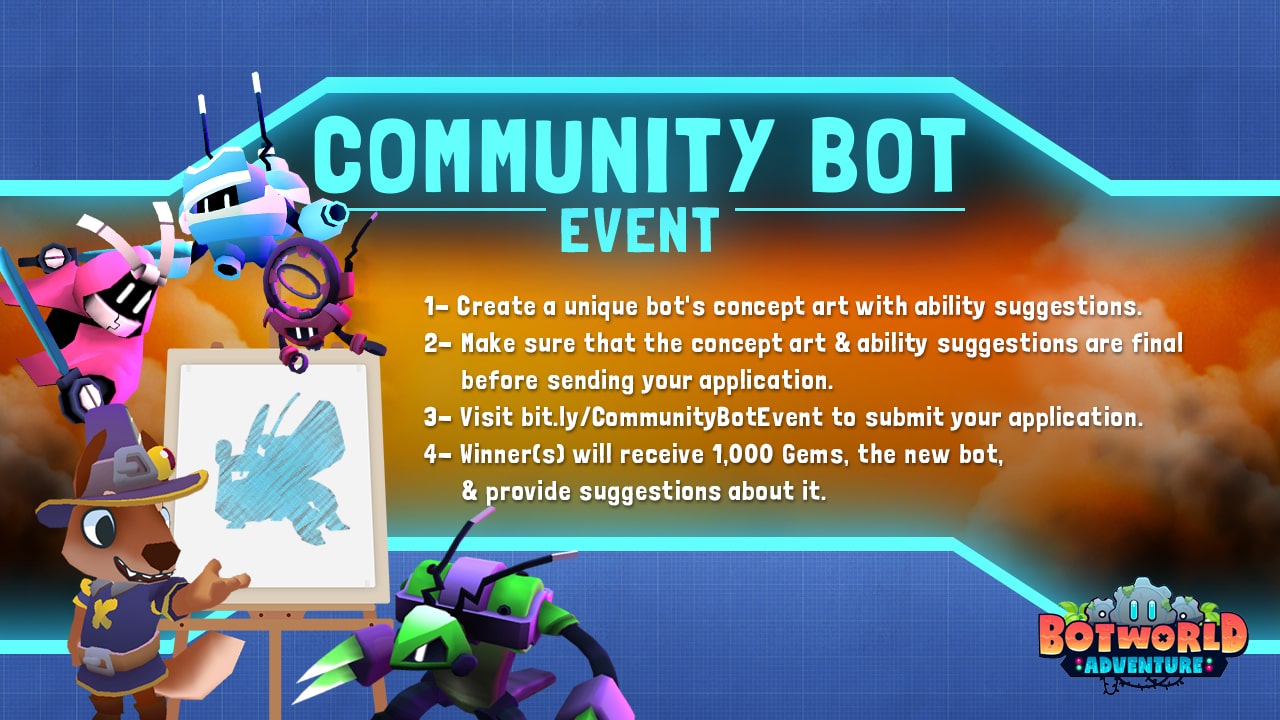 COMMUNITY BOT
EVENT
1- Create a unique bot's concept art with ability suggestions.
2- Make sure that the concept art & ability suggestions are final
before sending your application.
3- Visit bit.ly/CommunityBotEvent to submit your application.
4- Winner(s) will receive 1,000 Gems, the new bot,
& provide suggestions about it.
BOTWORLD
ADVENTURE